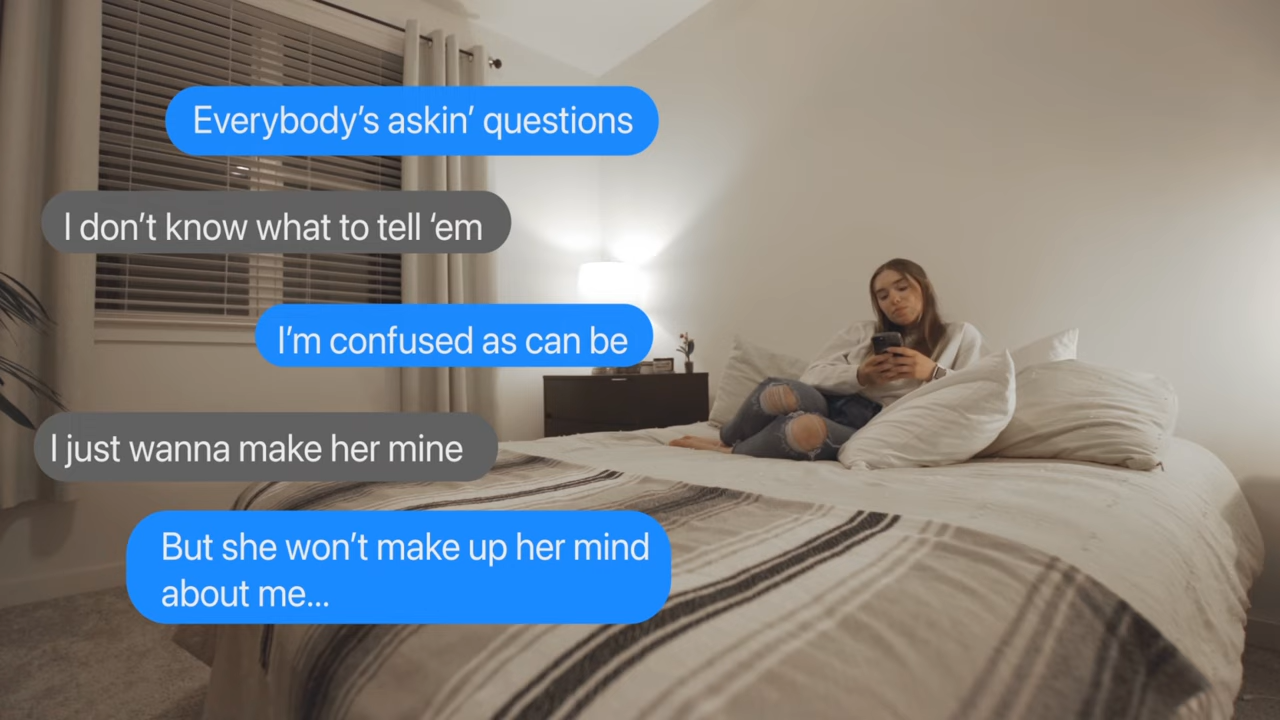 Everybody’s askin’ questions
I don’t know what to tell ‘em
I’m confused as can be
I just wanna make her mine
But she won’t make up her mind
about me...